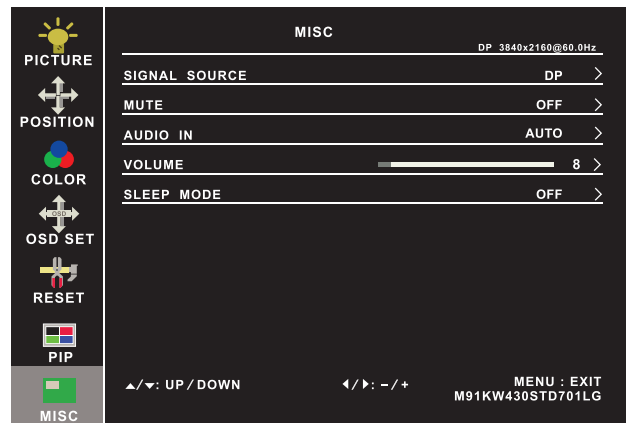 MISC
DP 3840x2160@60.0Hz
PICTURE
SIGNAL SOURCE DP
MUTE OFF
POSITION
AUDIO IN AUTO
VOLUME 8
COLOR
SLEEP MODE OFF
OSD
OSD SET
RESET
PIP
▲/▼: UP / DOWN ◀/▶: – / + MENU : EXIT
M91KW430STD701LG
MISC